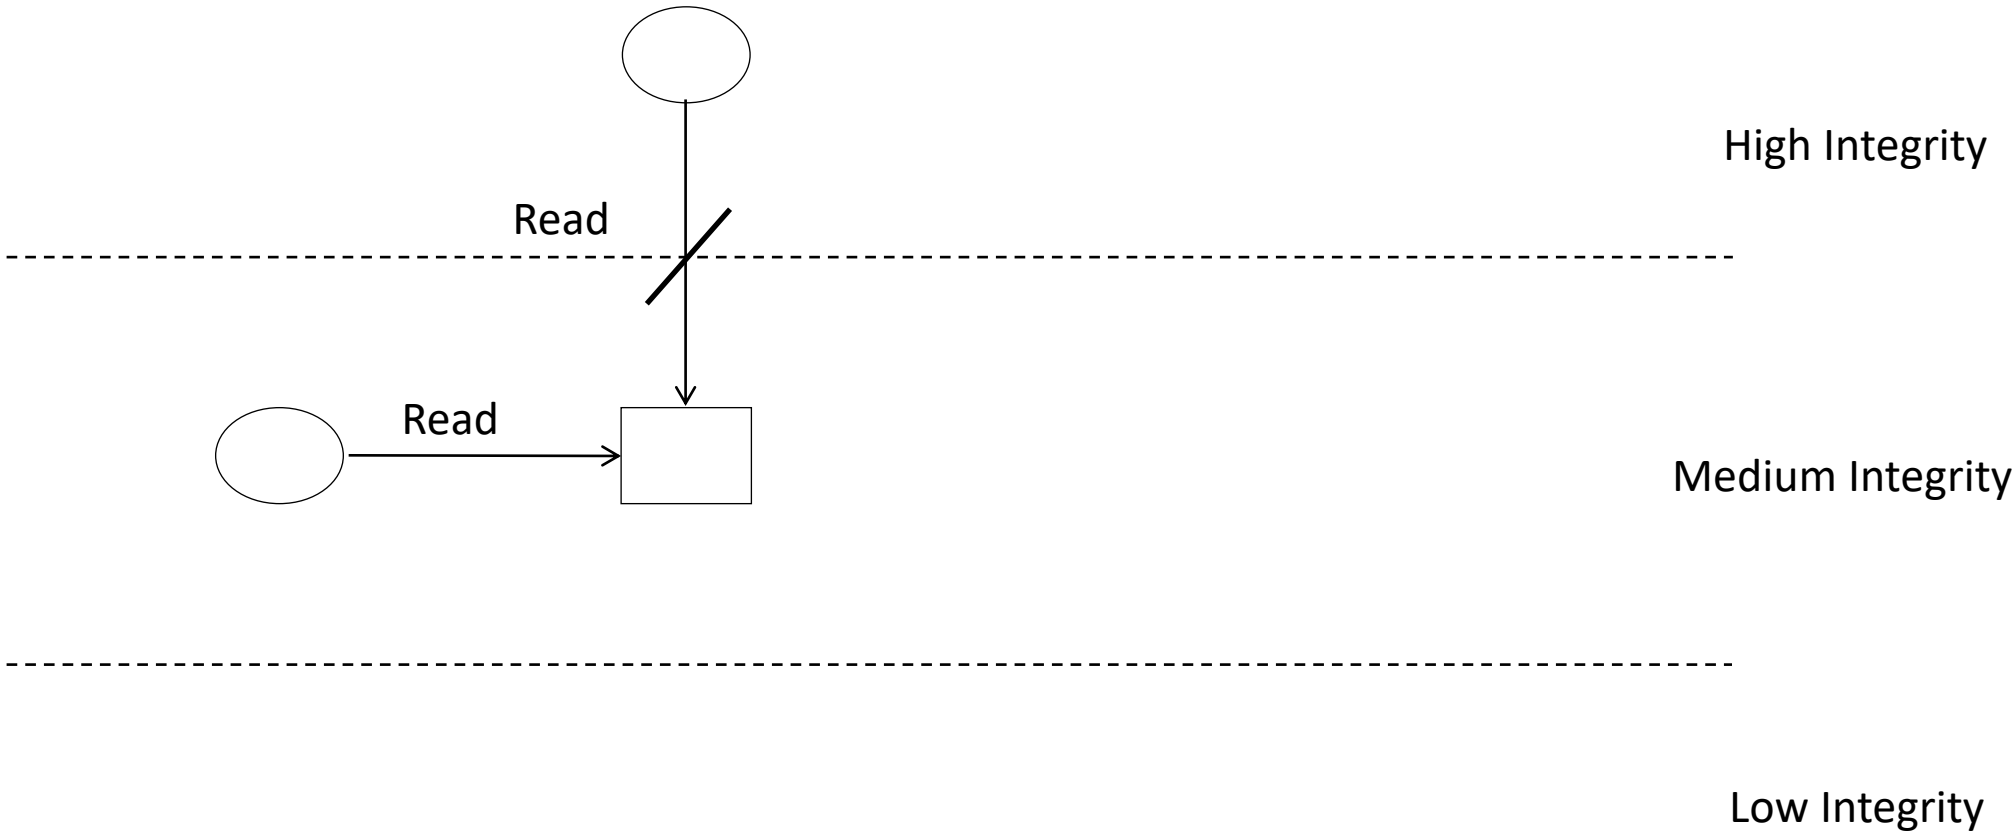 High Integrity
Read
Read
Medium Integrity
Low Integrity